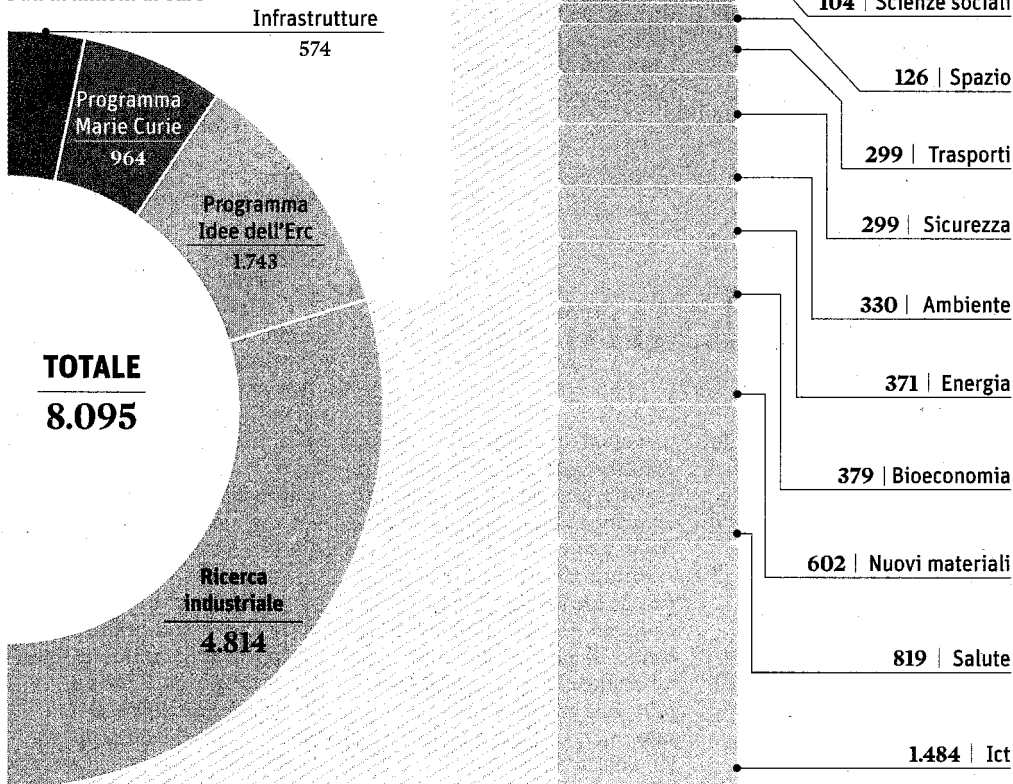 Infrastrutture
574
Programma
Marie Curie
964
Programma
Idee dell'Erc
1.743
TOTALE
8.095
Ricerca
industriale
4.814
104 | Scienze sociali
126 | Spazio
299 | Trasporti
299 | Sicurezza
330 | Ambiente
371 | Energia
379 | Bioeconomia
602 | Nuovi materiali
819 | Salute
1.484 | Ict